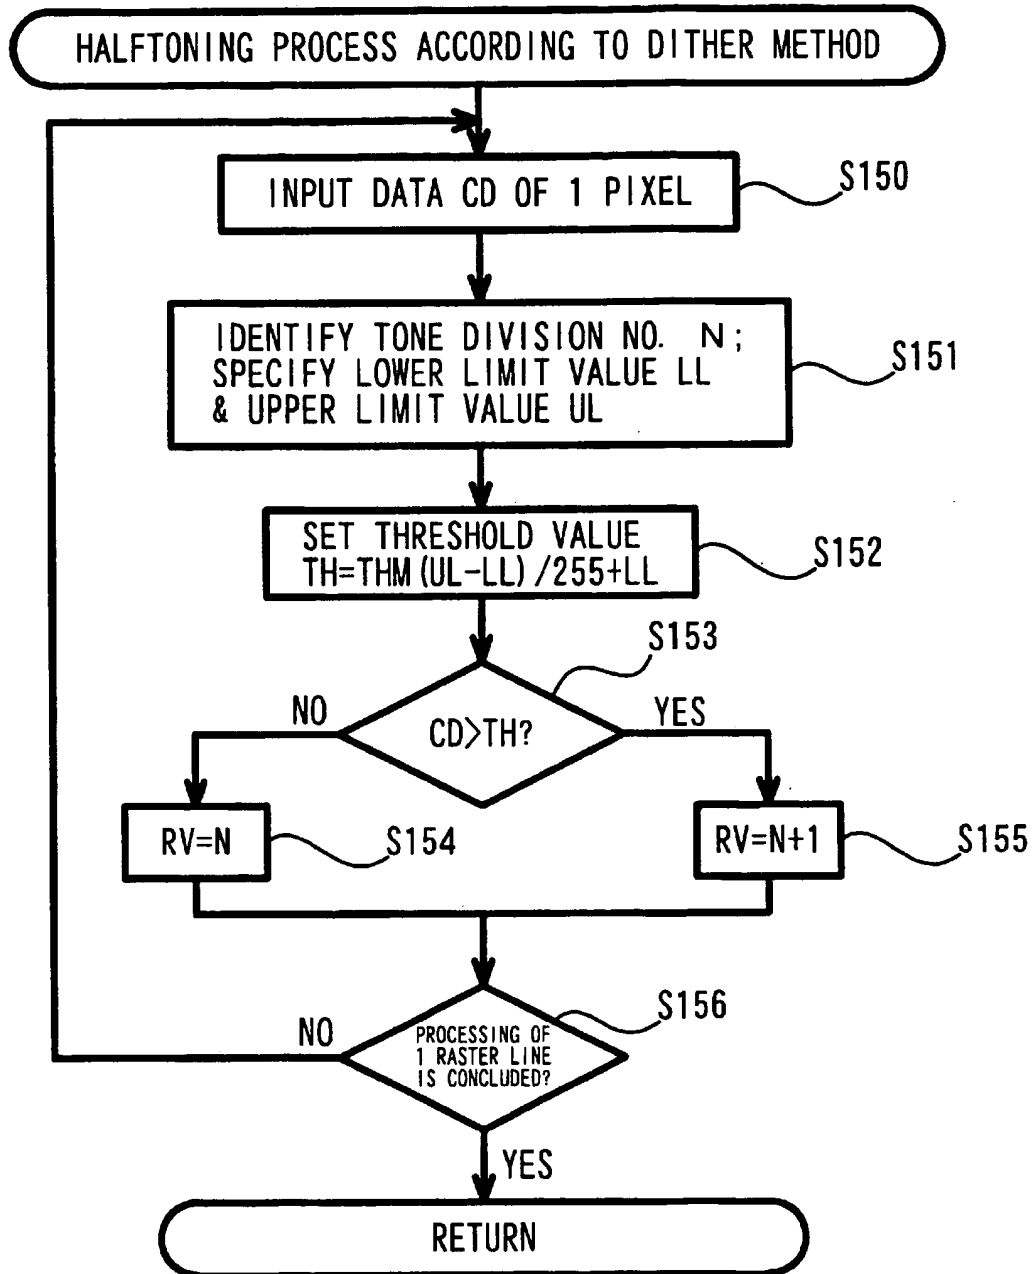 HALFTONING PROCESS ACCORDING TO DITHER METHOD
INPUT DATA CD OF 1 PIXEL
S150
IDENTIFY TONE DIVISION NO. N;
SPECIFY LOWER LIMIT VALUE LL
& UPPER LIMIT VALUE UL
S151
SET THRESHOLD VALUE
TH=THM(UL-LL)/255+LL
S152
S153
NO
CD>TH?
YES
RV=N
S154
RV=N+1
S155
S156
NO
PROCESSING OF
1 RASTER LINE
IS CONCLUDED?
YES
RETURN